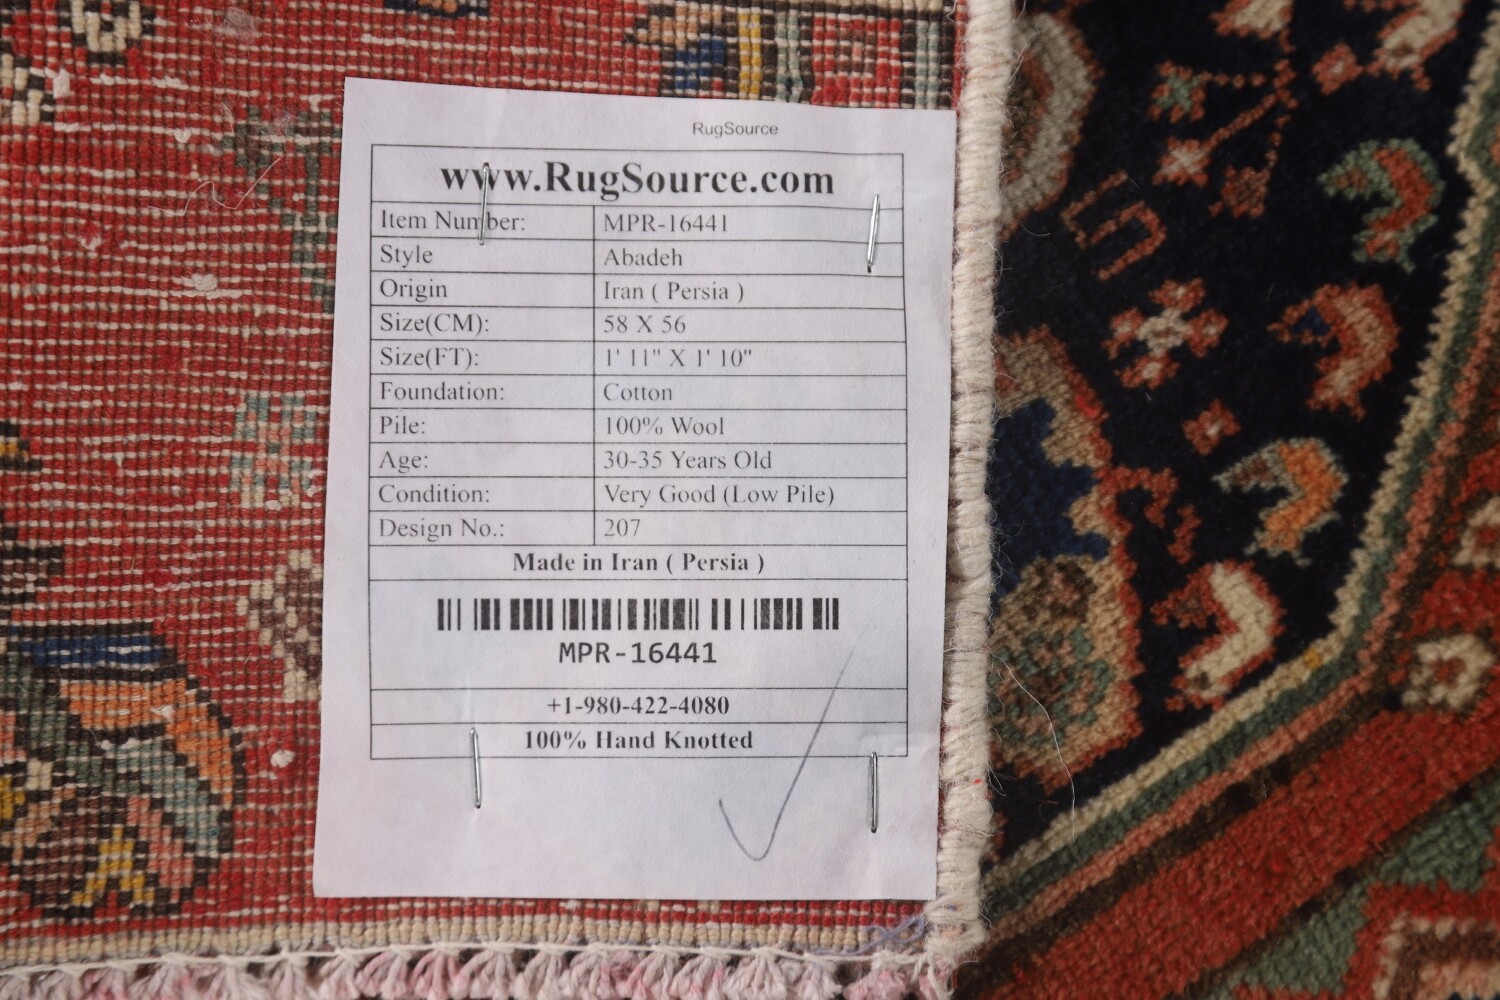 RugSource
www.RugSource.com
Item Number: MPR-16441
Style Abadeh
Origin Iran ( Persia )
Size(CM): 58 X 56
Size(FT): 1' 11" X 1' 10"
Foundation: Cotton
Pile: 100% Wool
Age: 30-35 Years Old
Condition: Very Good (Low Pile)
Design No.: 207
Made in Iran ( Persia )
MPR-16441
+1-980-422-4080
100% Hand Knotted